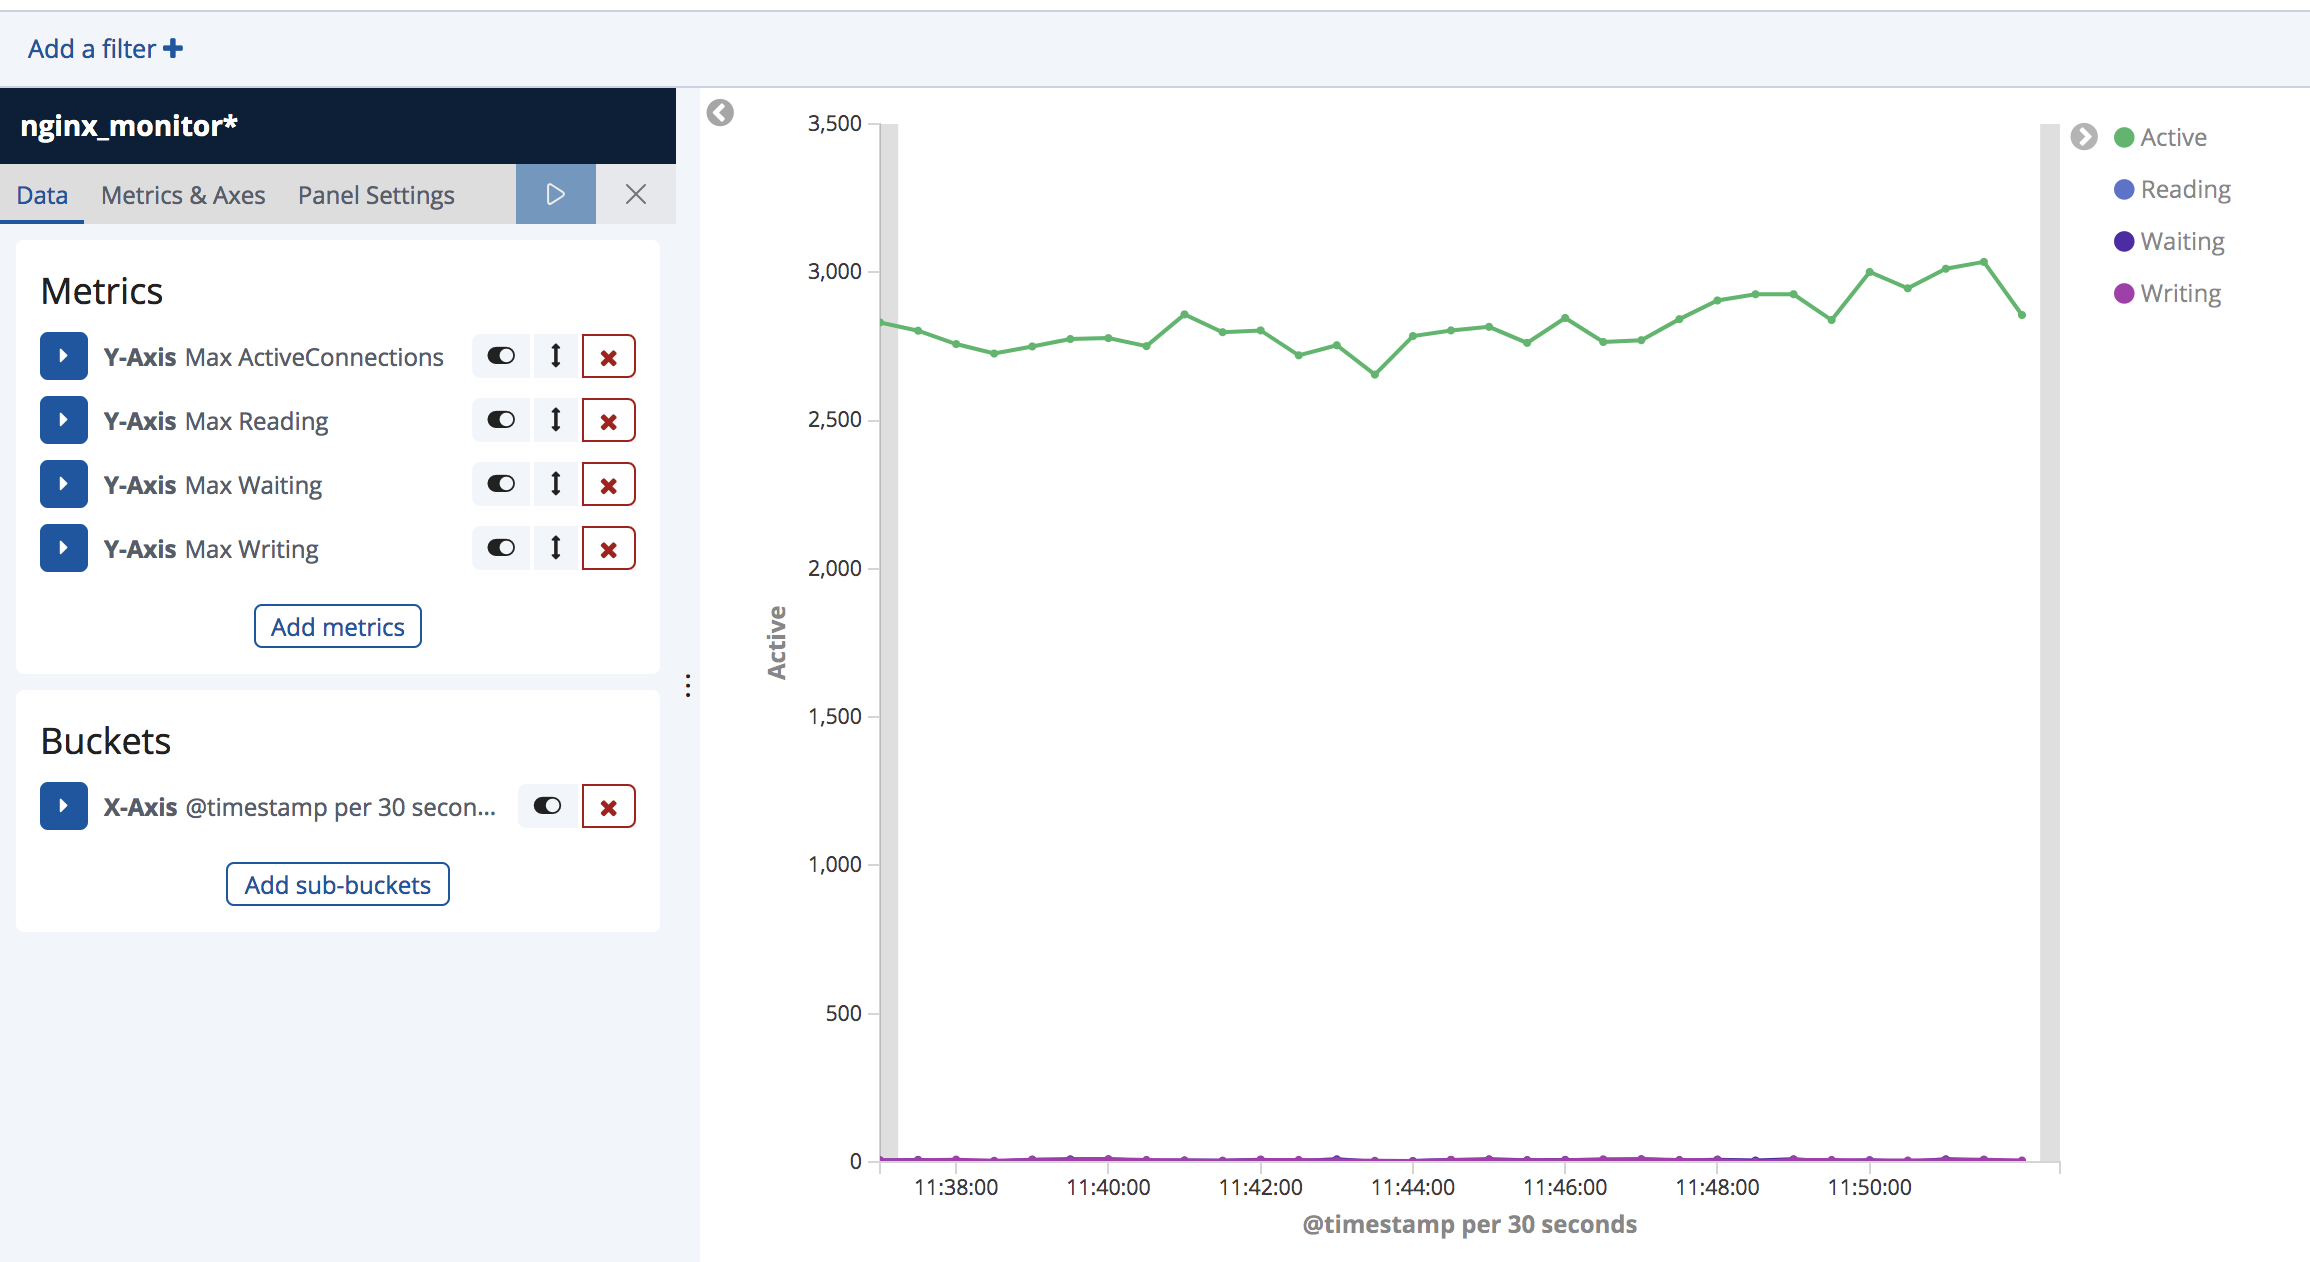 Add a filter
nginx_monitor*
Data Metrics & Axes Panel Settings
Metrics
Y-Axis Max ActiveConnections
Y-Axis Max Reading
Y-Axis Max Waiting
Y-Axis Max Writing
Add metrics
Buckets
X-Axis @timestamp per 30 secon...
Add sub-buckets
3,500
3,000
2,500
2,000
1,500
1,000
500
0
Active
11:38:00 11:40:00 11:42:00 11:44:00 11:46:00 11:48:00 11:50:00
@timestamp per 30 seconds
Active
Reading
Waiting
Writing